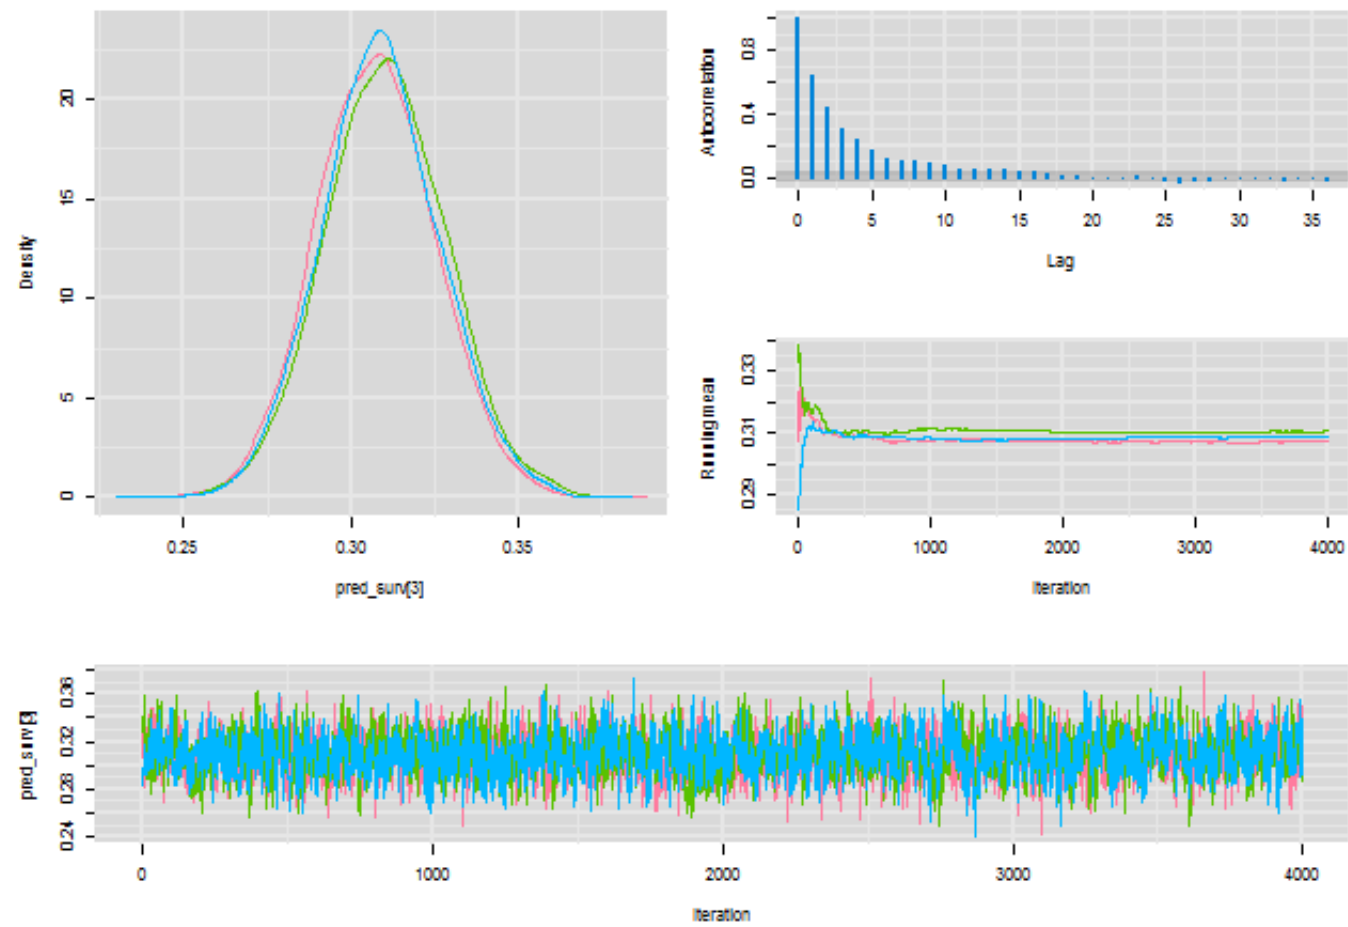 Density
20
15
10
5
0
0.25 0.30 0.35
pred_surv[3]
Autocorrelation
0.8
0.4
0.0
0 5 10 15 20 25 30 35
Lag
Running mean
0.33
0.31
0.29
0 1000 2000 3000 4000
Iteration
pred_surv[3]
0.36
0.32
0.28
0.24
0 1000 2000 3000 4000
Iteration